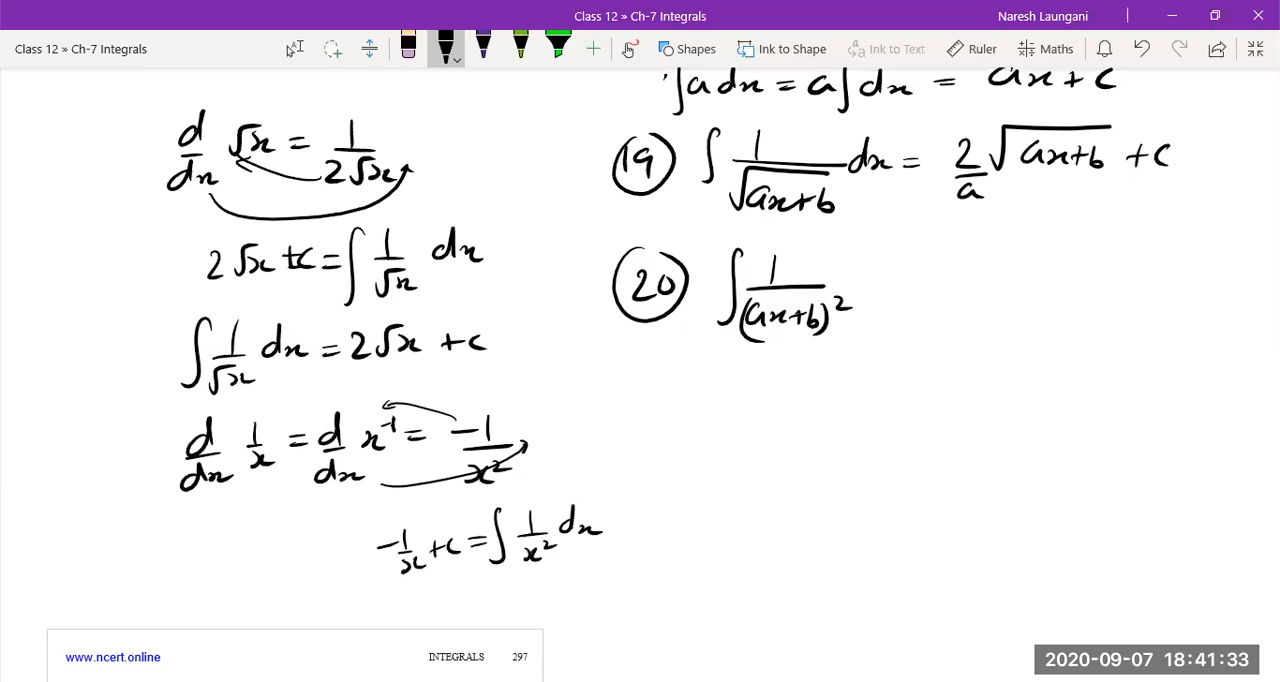 Class 12 » Ch-7 Integrals
Naresh Laungani
Class 12 » Ch-7 Integrals
Shapes Ink to Shape Ink to Text Ruler Maths
∫a dx = a∫dx = ax + c
d/dx √x = 1/2√x
2√x + c = ∫ 1/√x dx
∫ 1/√x dx = 2√x + c
d/dx 1/x = d/dx x⁻¹ = -1/x²
-1/x + c = ∫ 1/x² dx
(19) ∫ 1/√(ax+b) dx = 2/a √(ax+b) + c
(20) ∫ 1/(ax+b)²
www.ncert.online
INTEGRALS 297
2020-09-07 18:41:33